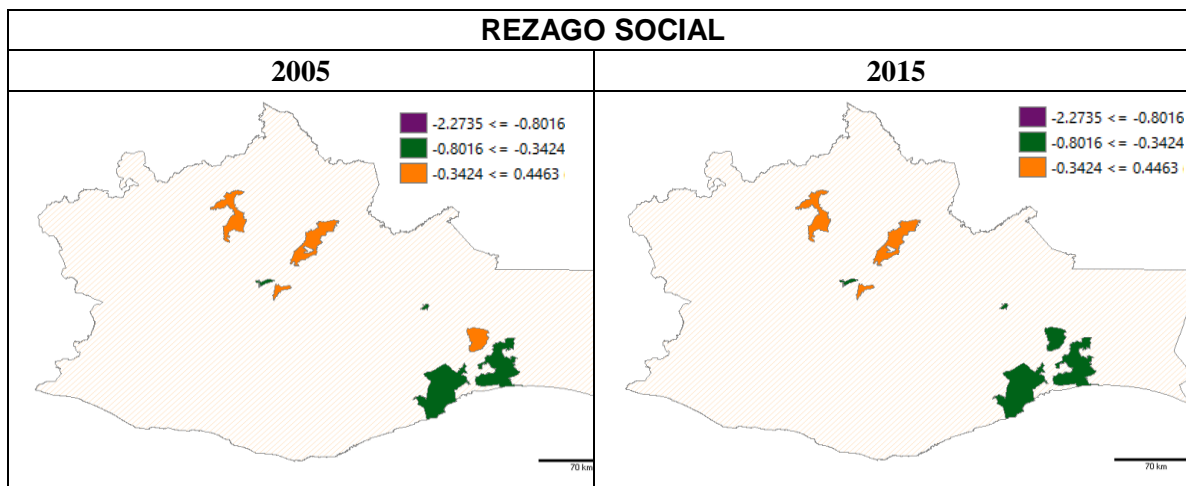 REZAGO SOCIAL
2005
2015
-2.2735 <= -0.8016
-0.8016 <= -0.3424
-0.3424 <= 0.4463
70 km
-2.2735 <= -0.8016
-0.8016 <= -0.3424
-0.3424 <= 0.4463
70 km